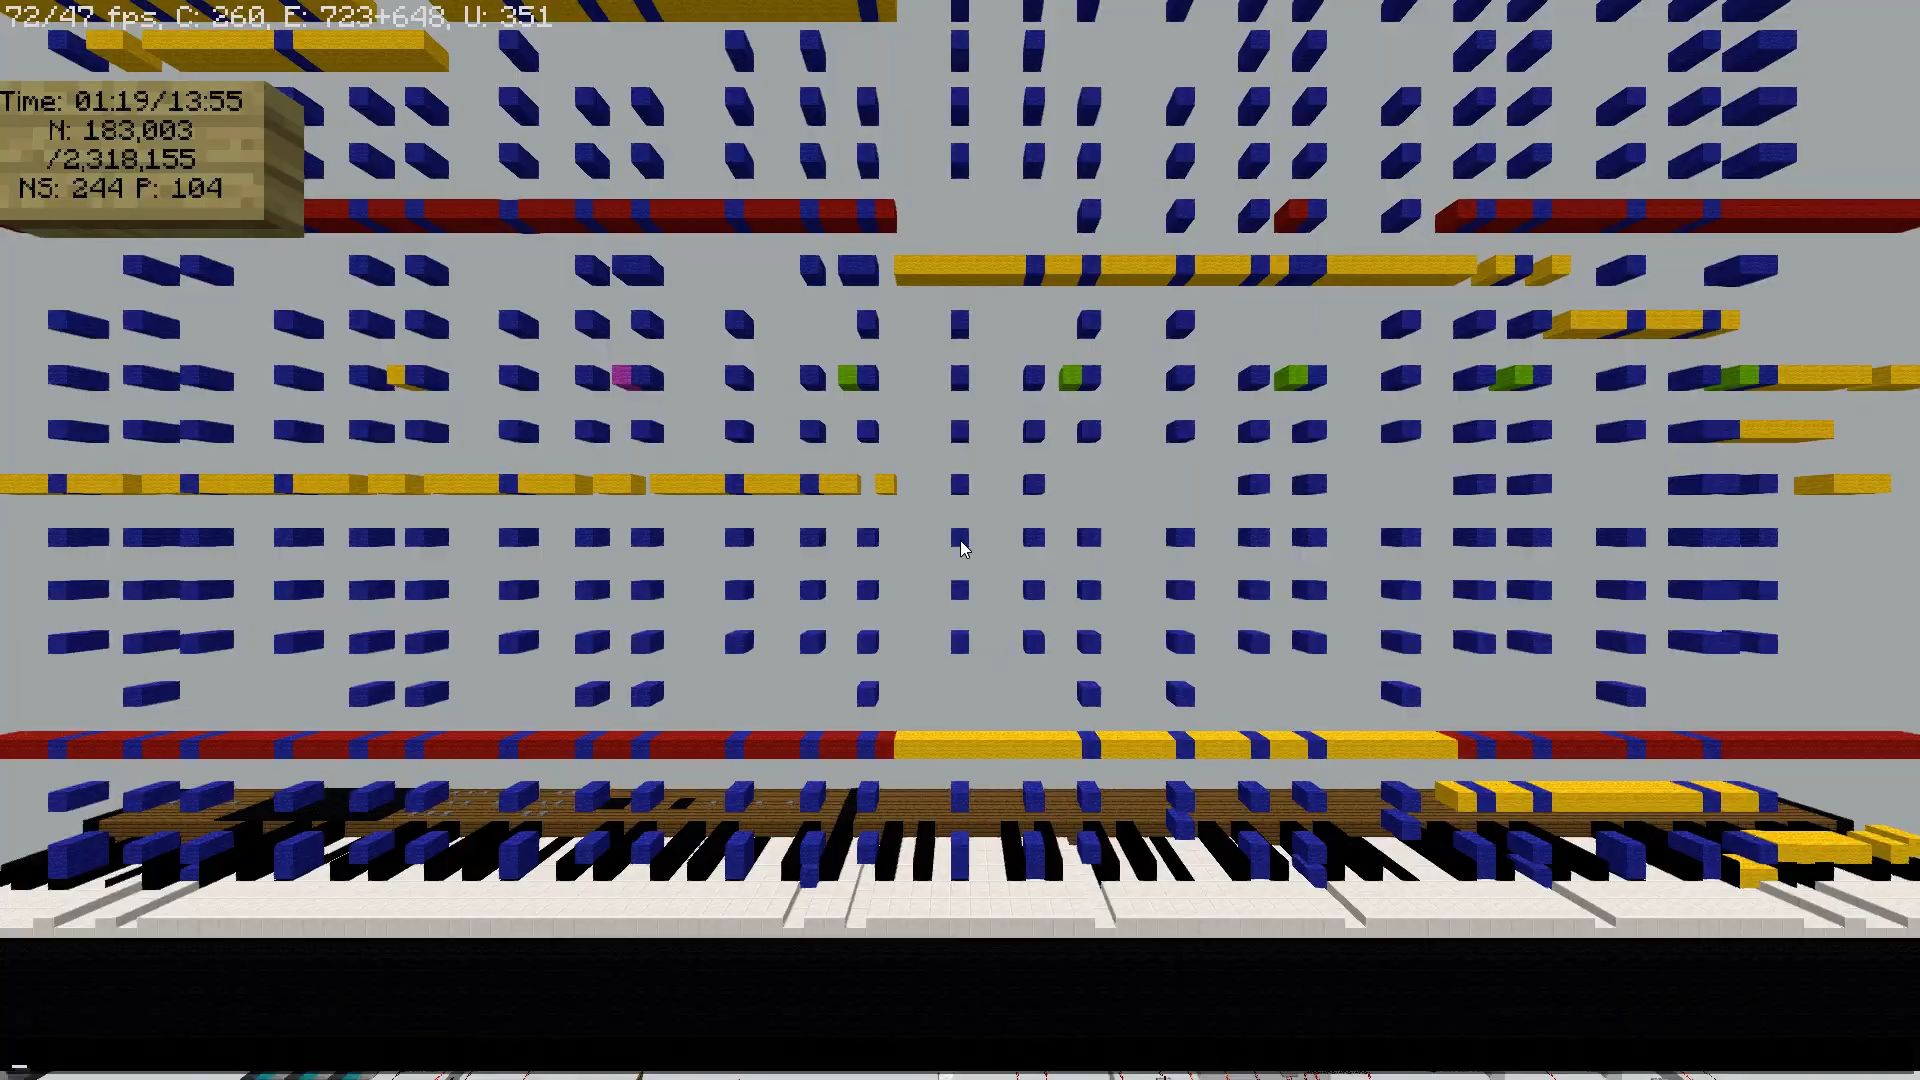 72/47 fps, C: 260, E: 723+648, U: 351
Time: 01:19/13:55
N: 183,003
/2,318,155
NS: 244 P: 104